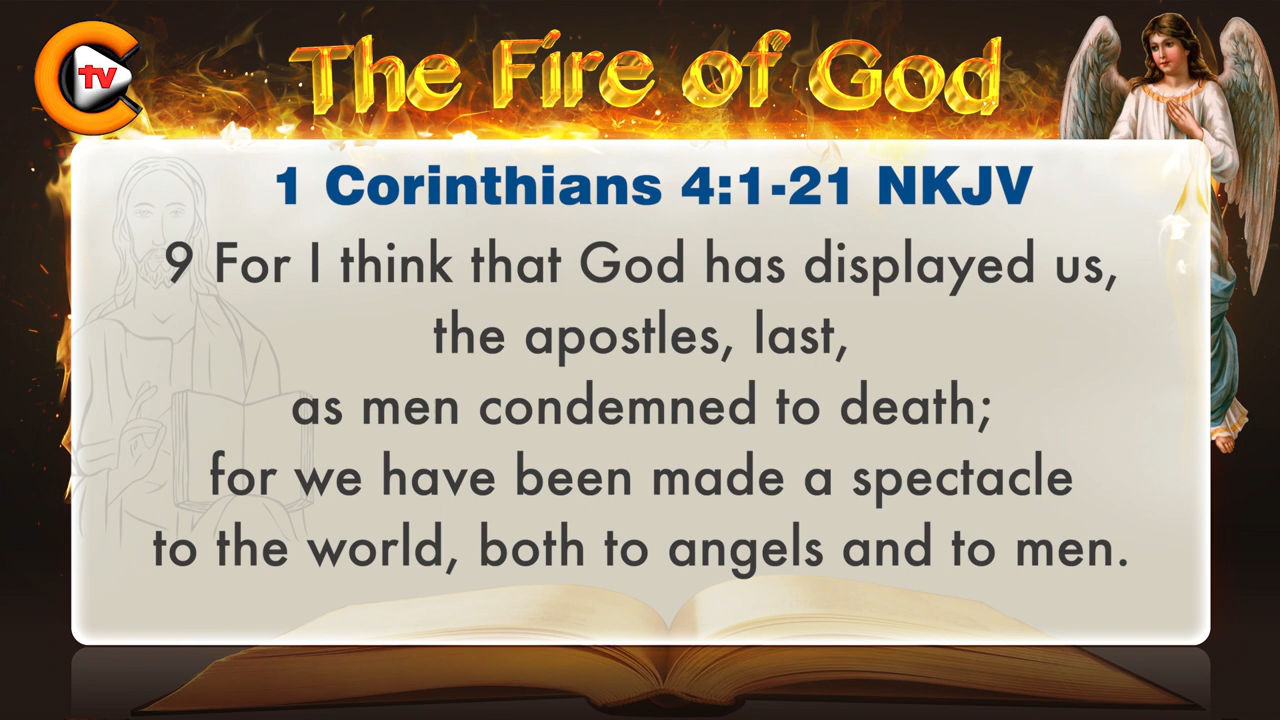 tv
The Fire of God
1 Corinthians 4:1-21 NKJV
9 For I think that God has displayed us,
the apostles, last,
as men condemned to death;
for we have been made a spectacle
to the world, both to angels and to men.